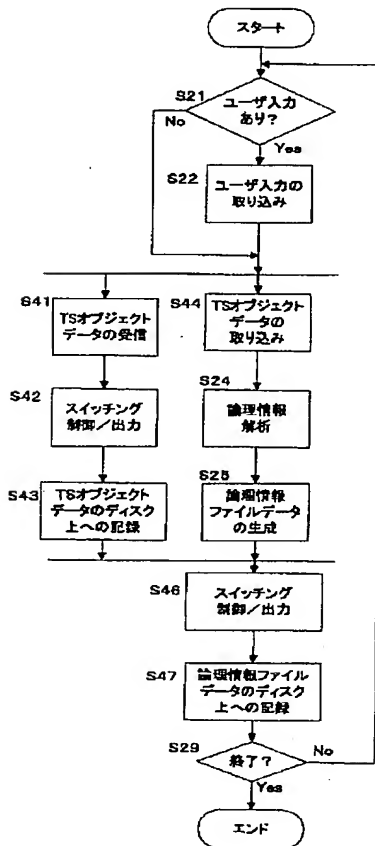 スタート
S21
ユーザ入力
あり?
No
Yes
S22
ユーザ入力の
取り込み
S41
TSオブジェクト
データの受信
S44
TSオブジェクト
データの
取り込み
S42
スイッチング
制御/出力
S24
論理情報
解析
S43
TSオブジェクト
データのディスク
上への記録
S25
論理情報
ファイルデータ
の生成
S46
スイッチング
制御/出力
S47
論理情報ファイル
データのディスク
上への記録
S29
終了?
No
Yes
エンド